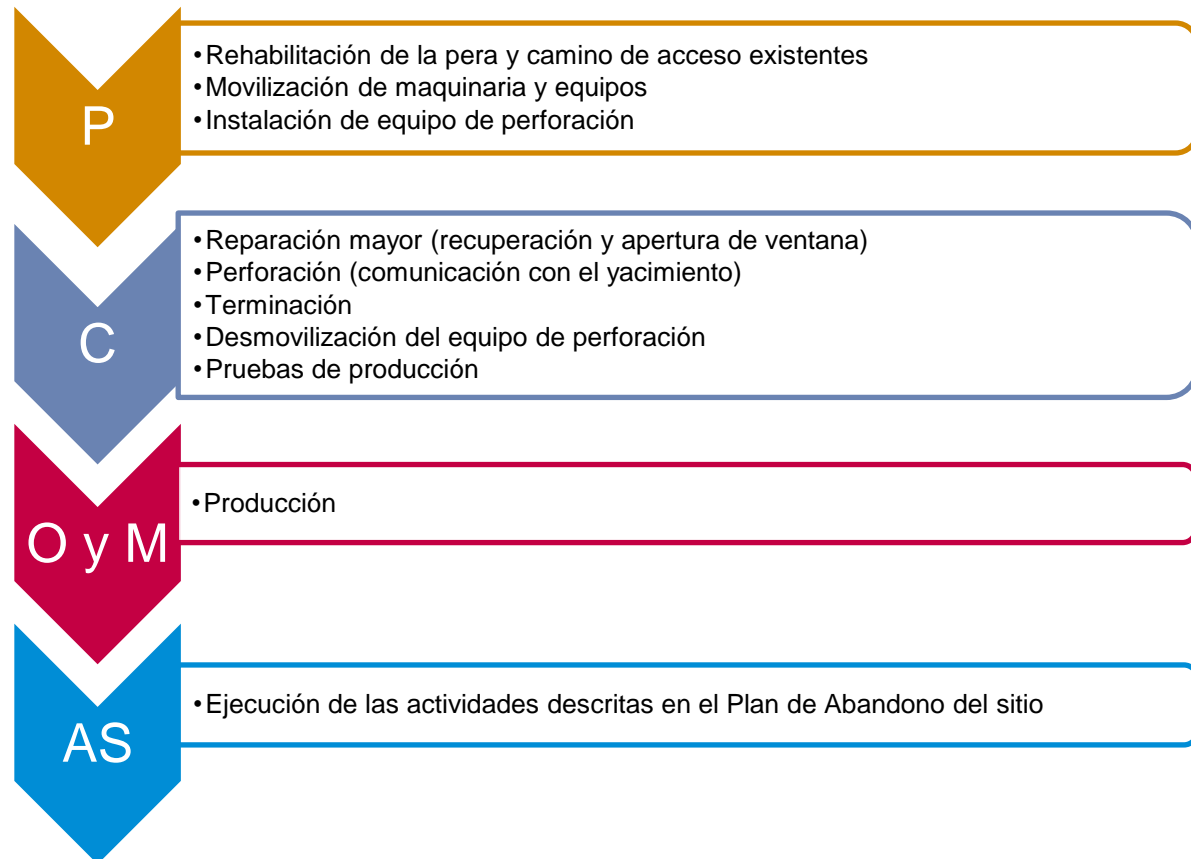 P
•Rehabilitación de la pera y camino de acceso existentes
•Movilización de maquinaria y equipos
•Instalación de equipo de perforación
C
•Reparación mayor (recuperación y apertura de ventana)
•Perforación (comunicación con el yacimiento)
•Terminación
•Desmovilización del equipo de perforación
•Pruebas de producción
O y M
•Producción
AS
•Ejecución de las actividades descritas en el Plan de Abandono del sitio